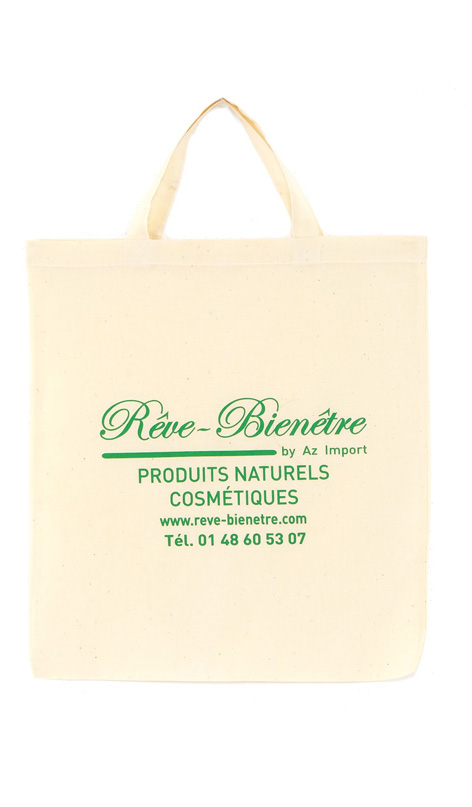 Rêve-Bienêtre
by Az Import
PRODUITS NATURELS
COSMÉTIQUES
www.reve-bienetre.com
Tél. 01 48 60 53 07